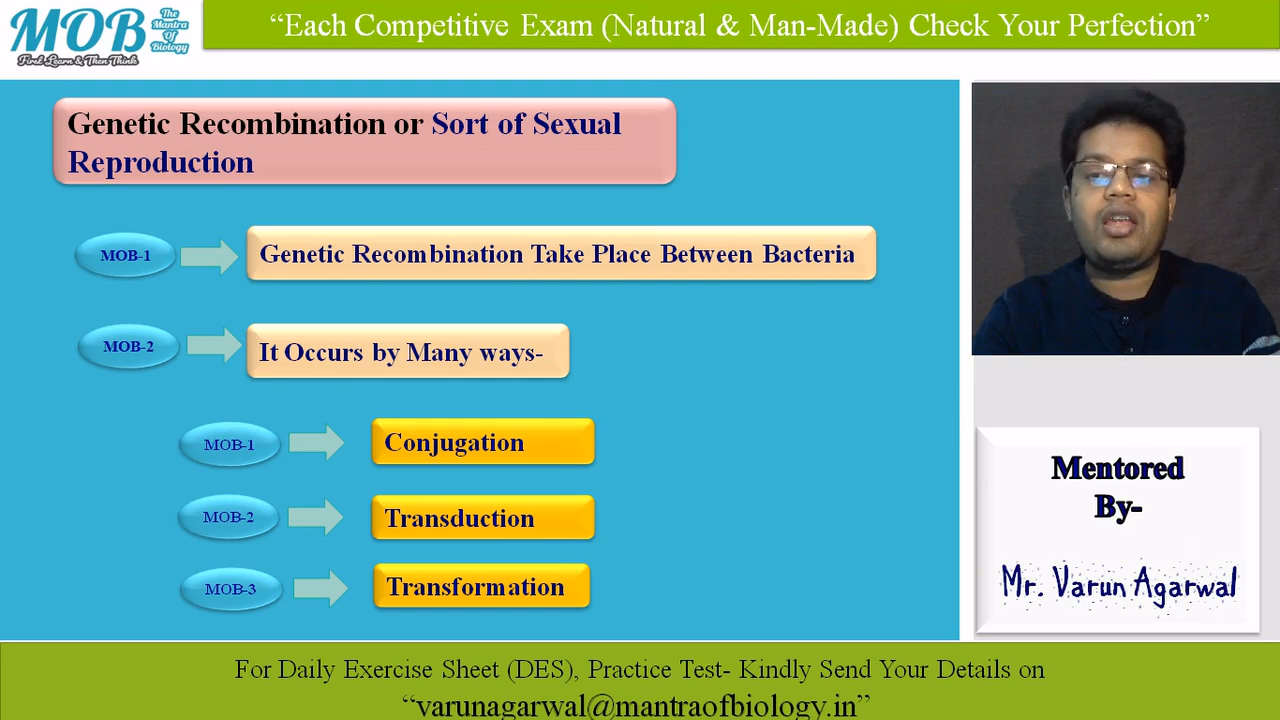 MOB
The
Mantra
Of
Biology
First Learn & Then Think
“Each Competitive Exam (Natural & Man-Made) Check Your Perfection”
Genetic Recombination or Sort of Sexual
Reproduction
MOB-1
Genetic Recombination Take Place Between Bacteria
MOB-2
It Occurs by Many ways-
MOB-1
Conjugation
MOB-2
Transduction
MOB-3
Transformation
Mentored
By-
Mr. Varun Agarwal
For Daily Exercise Sheet (DES), Practice Test- Kindly Send Your Details on
“varunagarwal@mantraofbiology.in”